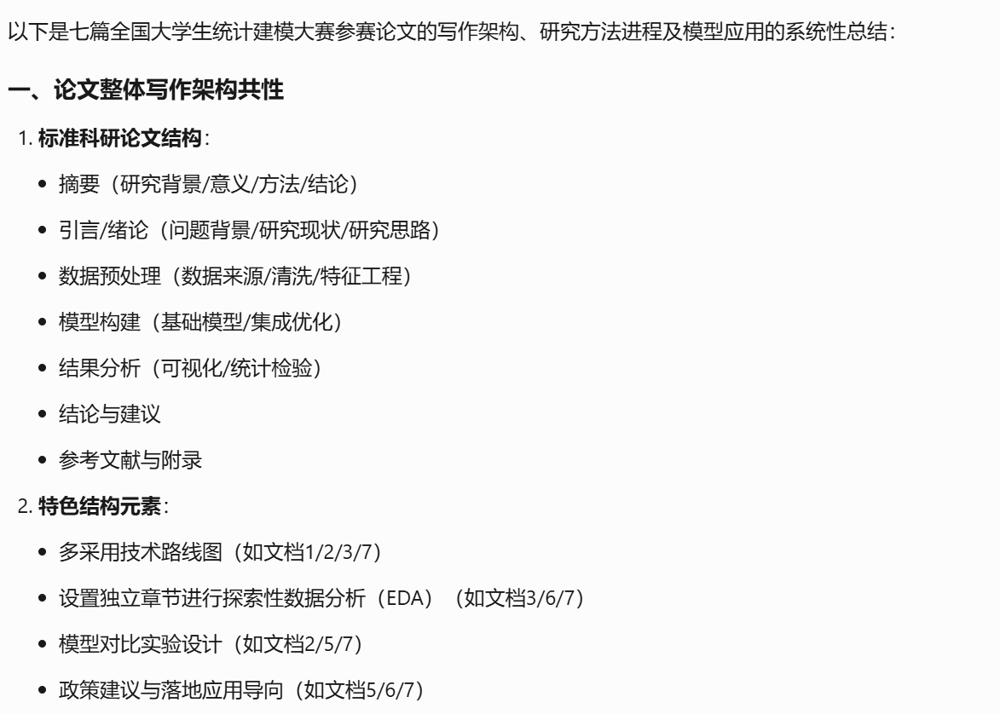 以下是七篇全国大学生统计建模大赛参赛论文的写作架构、研究方法进程及模型应用的系统性总结：
一、论文整体写作架构共性
1. 标准科研论文结构：
• 摘要（研究背景/意义/方法/结论）
• 引言/绪论（问题背景/研究现状/研究思路）
• 数据预处理（数据来源/清洗/特征工程）
• 模型构建（基础模型/集成优化）
• 结果分析（可视化/统计检验）
• 结论与建议
• 参考文献与附录
2. 特色结构元素：
• 多采用技术路线图（如文档1/2/3/7）
• 设置独立章节进行探索性数据分析（EDA）（如文档3/6/7）
• 模型对比实验设计（如文档2/5/7）
• 政策建议与落地应用导向（如文档5/6/7）